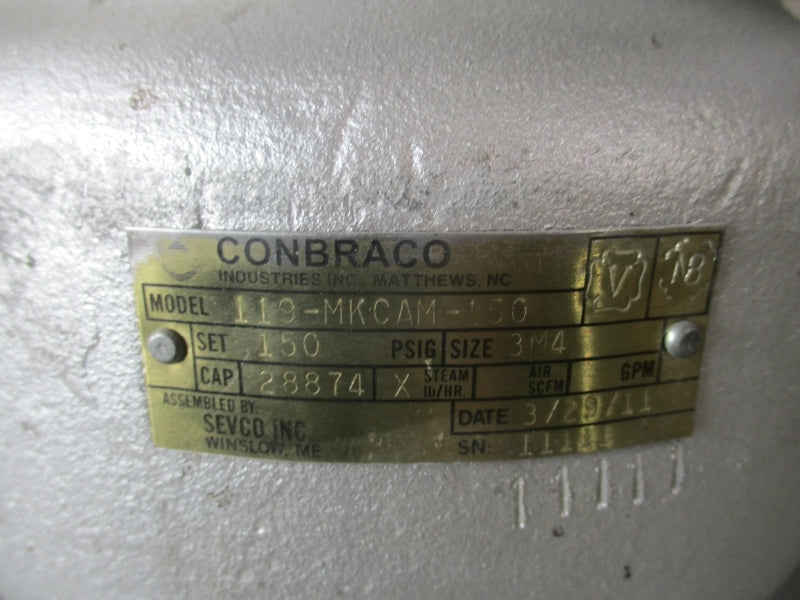 CONBRACO
INDUSTRIES INC. MATTHEWS, NC
V
NB
MODEL 119-MKCAM-150
SET 150 PSIG SIZE 3M4
CAP 28874 X STEAM lb/HR. AIR SCFM GPM
ASSEMBLED BY:
SEVCO INC
WINSLOW, ME
DATE 3/29/11
SN: 11111
11111